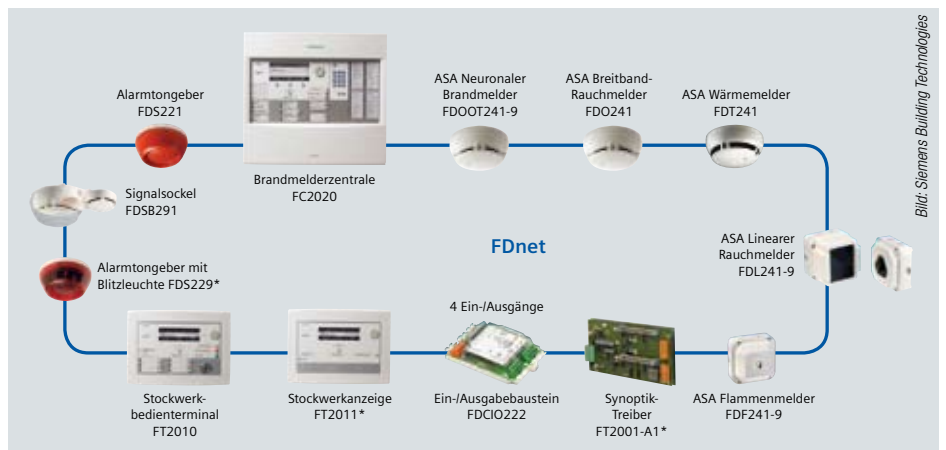 Alarmtongeber
FDS221
Brandmelderzentrale
FC2020
ASA Neuronaler
Brandmelder
FDOOT241-9
ASA Breitband-
Rauchmelder
FDO241
ASA Wärmemelder
FDT241
Bild: Siemens Building Technologies
Signalsockel
FDSB291
FDnet
ASA Linearer
Rauchmelder
FDL241-9
Alarmtongeber mit
Blitzleuchte FDS229*
4 Ein-/Ausgänge
Stockwerk-
bedienterminal
FT2010
Stockwerkanzeige
FT2011*
Ein-/Ausgabebaustein
FDCIO222
Synoptik-
Treiber
FT2001-A1*
ASA Flammenmelder
FDF241-9